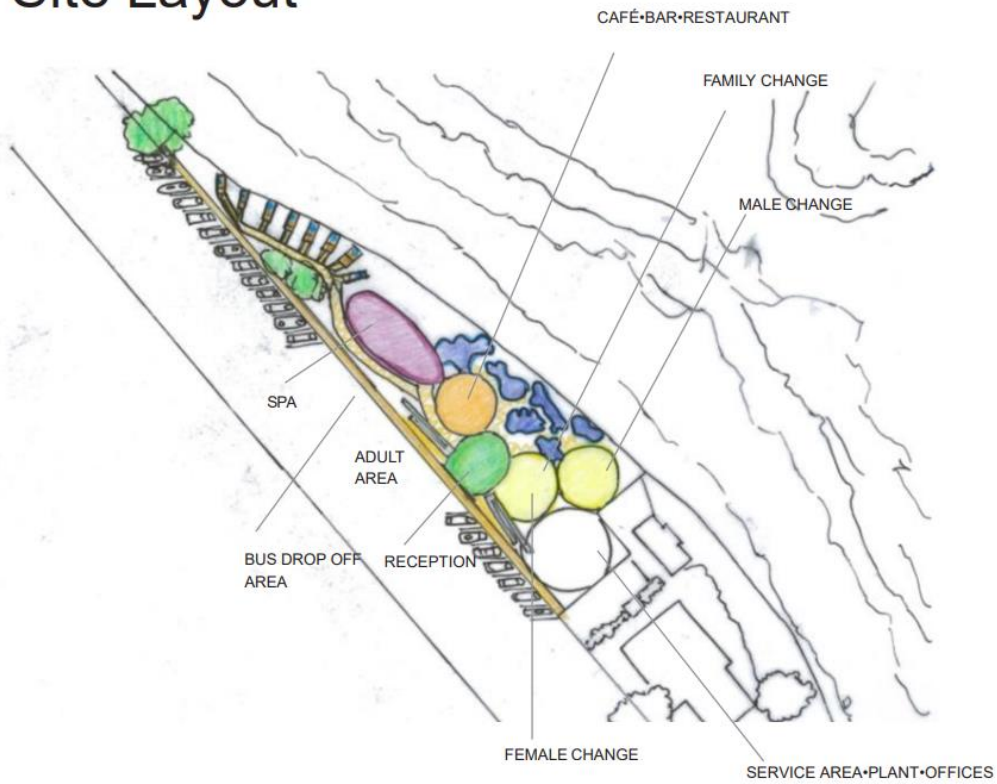 Site Layout
CAFÉ•BAR•RESTAURANT
FAMILY CHANGE
MALE CHANGE
SPA
ADULT
AREA
BUS DROP OFF
AREA
RECEPTION
FEMALE CHANGE
SERVICE AREA•PLANT•OFFICES